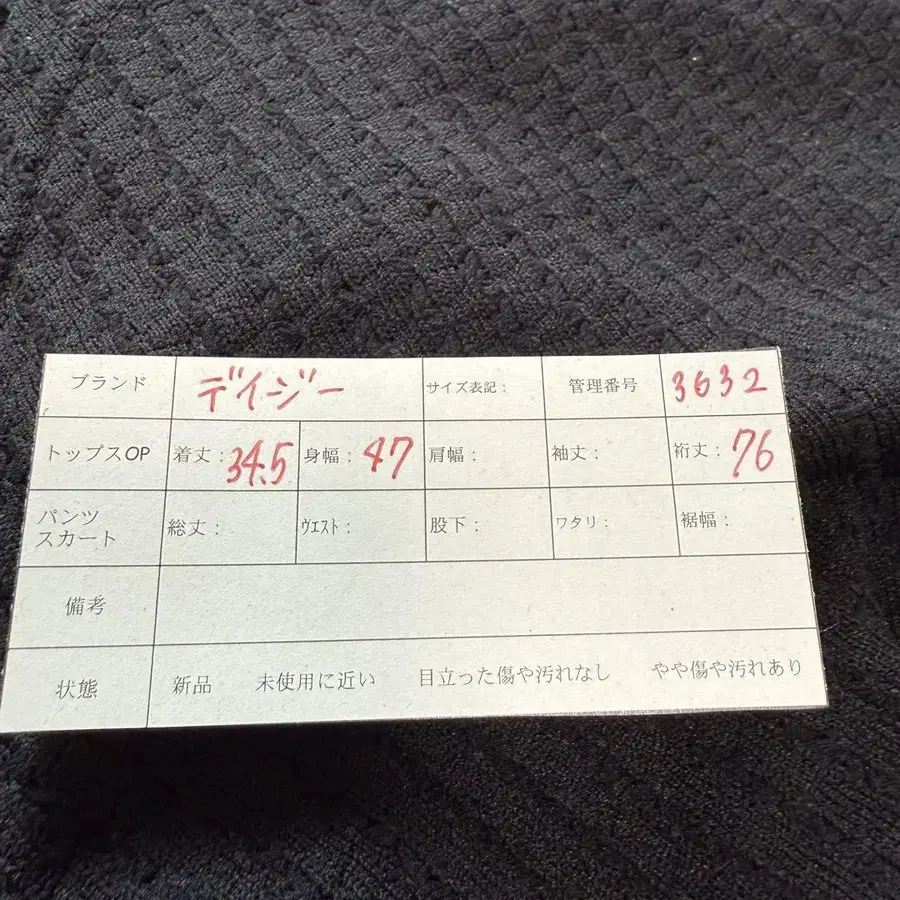 ブランド デイジー サイズ表記： 管理番号 3632
トップスOP 着丈：34.5 身幅：47 肩幅： 袖丈： 裄丈：76
パンツ
スカート 総丈： ｳｴｽﾄ： 股下： ワタリ： 裾幅：
備考
状態 新品 未使用に近い 目立った傷や汚れなし やや傷や汚れあり